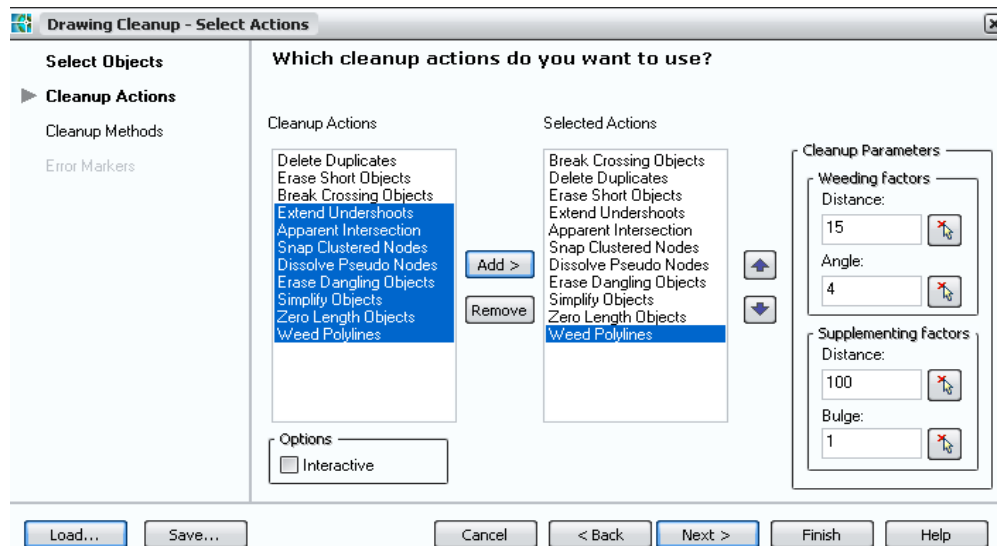 Drawing Cleanup - Select Actions
Select Objects
Cleanup Actions
Cleanup Methods
Error Markers
Which cleanup actions do you want to use?
Cleanup Actions
Delete Duplicates
Erase Short Objects
Break Crossing Objects
Extend Undershoots
Apparent Intersection
Snap Clustered Nodes
Dissolve Pseudo Nodes
Erase Dangling Objects
Simplify Objects
Zero Length Objects
Weed Polylines
Options
Interactive
Add >
Remove
Selected Actions
Break Crossing Objects
Delete Duplicates
Erase Short Objects
Extend Undershoots
Apparent Intersection
Snap Clustered Nodes
Dissolve Pseudo Nodes
Erase Dangling Objects
Simplify Objects
Zero Length Objects
Weed Polylines
Cleanup Parameters
Weeding factors
Distance:
15
Angle:
4
Supplementing factors
Distance:
100
Bulge:
1
Load...
Save...
Cancel
< Back
Next >
Finish
Help